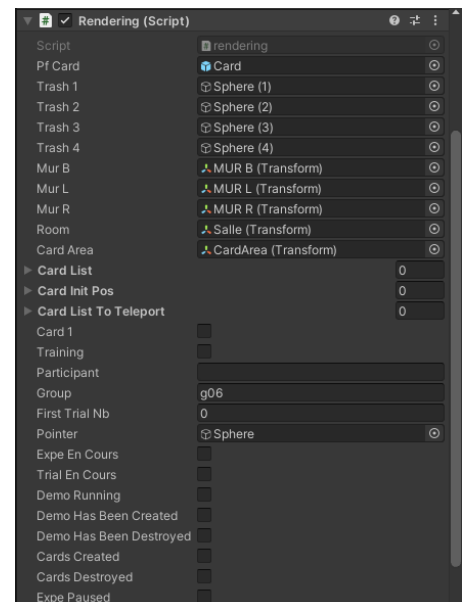 Rendering (Script)
Script rendering
Pf Card Card
Trash 1 Sphere (1)
Trash 2 Sphere (2)
Trash 3 Sphere (3)
Trash 4 Sphere (4)
Mur B MUR B (Transform)
Mur L MUR L (Transform)
Mur R MUR R (Transform)
Room Salle (Transform)
Card Area CardArea (Transform)
Card List 0
Card Init Pos 0
Card List To Teleport 0
Card 1
Training
Participant
Group g06
First Trial Nb 0
Pointer Sphere
Expe En Cours
Trial En Cours
Demo Running
Demo Has Been Created
Demo Has Been Destroyed
Cards Created
Cards Destroyed
Expe Paused